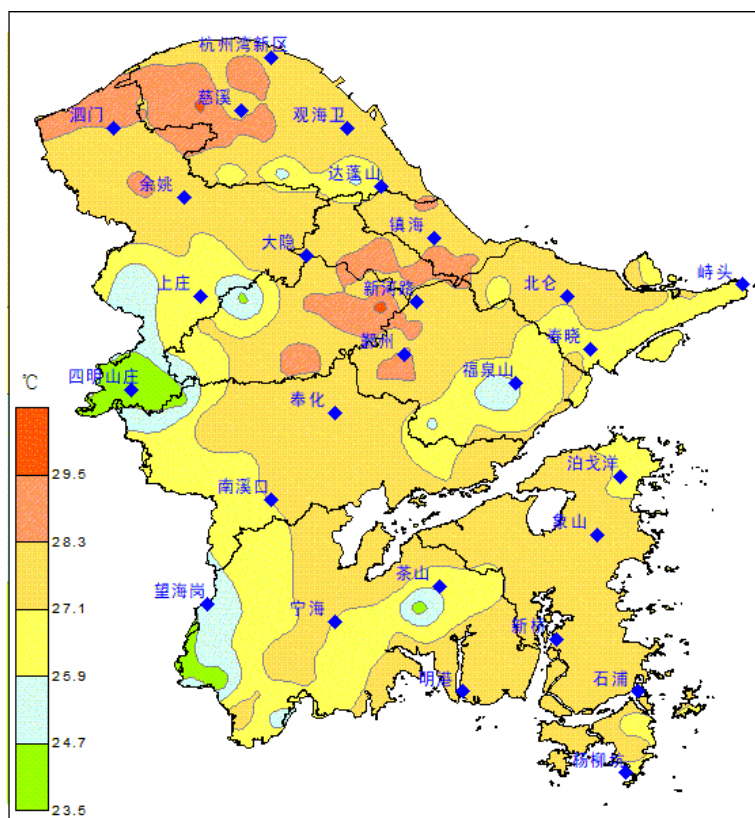 杭州湾新区
慈溪
泗门
观海卫
达蓬山
余姚
镇海
大隐
峙头
上庄
新河路
北仑
春晓
鄞州
四明山庄
福泉山
℃
奉化
29.5
泊戈洋
南溪口
象山
28.3
茶山
望海岗
27.1
宁海
新桥
25.9
明港
石浦
24.7
杨柳坑
23.5